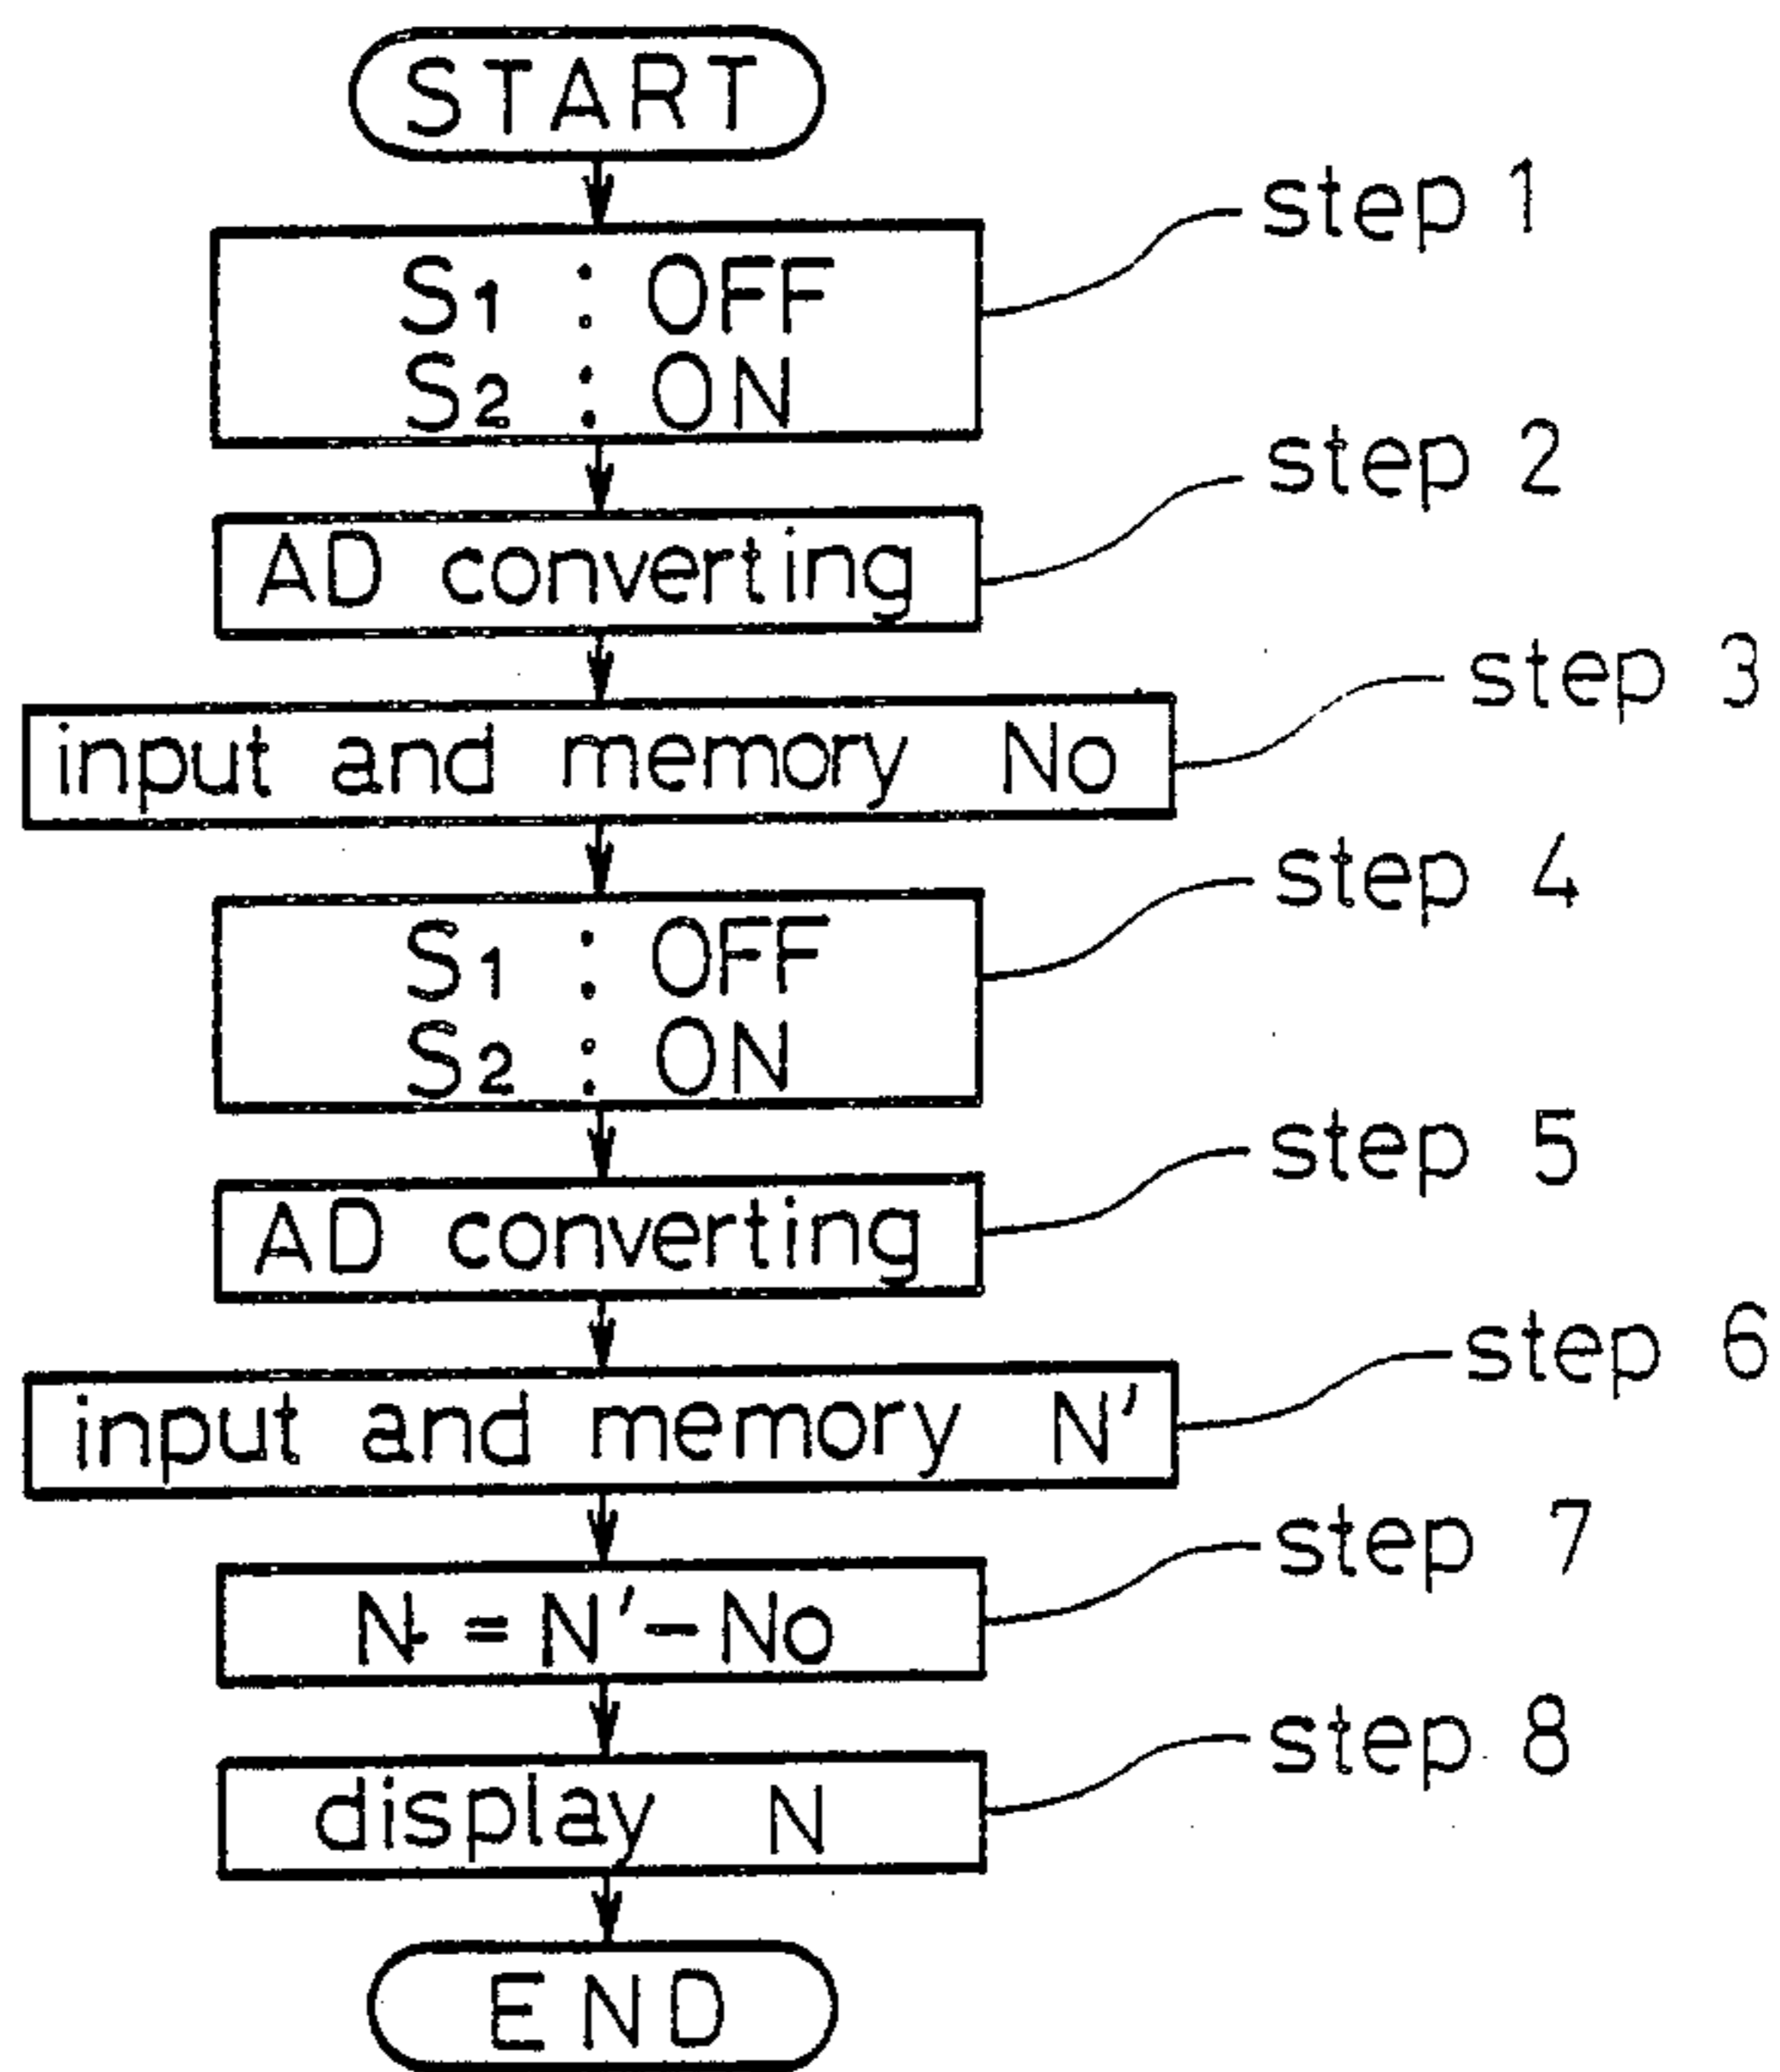 START
step 1
S1 : OFF
S2 : ON
step 2
AD converting
step 3
input and memory No
step 4
S1 : OFF
S2 : ON
step 5
AD converting
step 6
input and memory N'
step 7
N = N' - No
step 8
display N
END